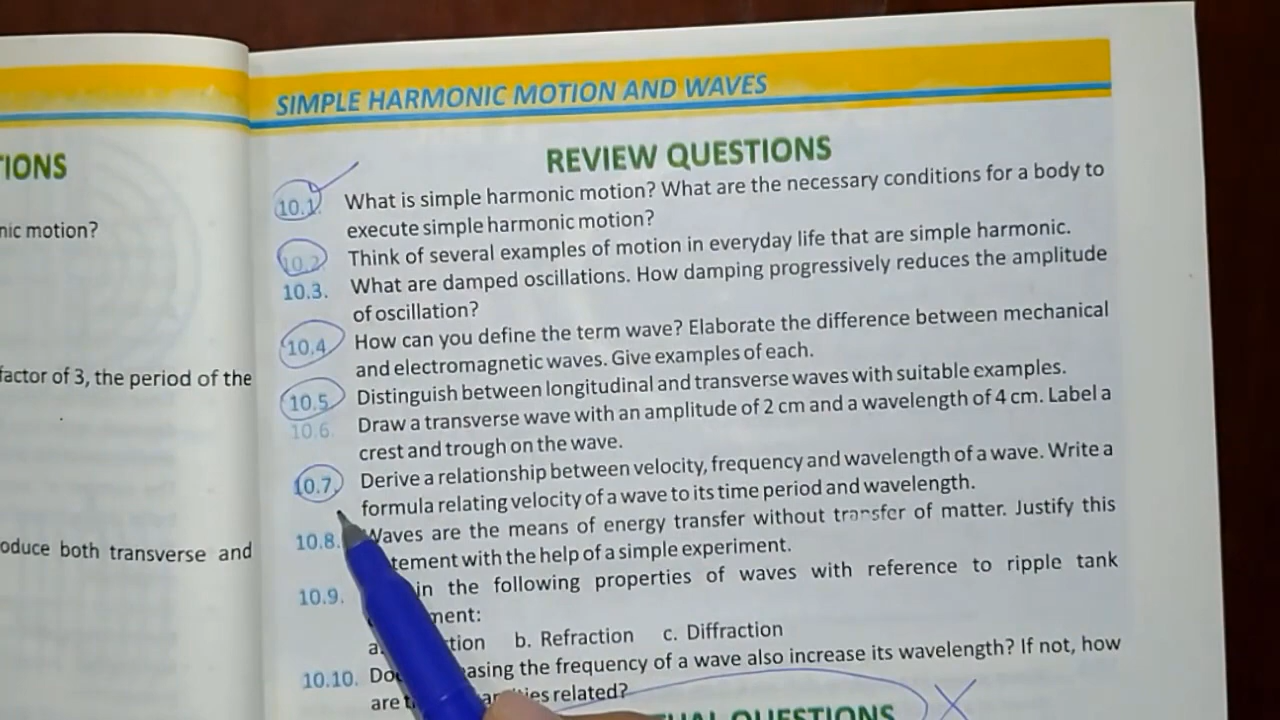 SIMPLE HARMONIC MOTION AND WAVES
IONS
nic motion?
factor of 3, the period of the
oduce both transverse and
REVIEW QUESTIONS
10.1. What is simple harmonic motion? What are the necessary conditions for a body to
execute simple harmonic motion?
10.2. Think of several examples of motion in everyday life that are simple harmonic.
10.3. What are damped oscillations. How damping progressively reduces the amplitude
of oscillation?
10.4 How can you define the term wave? Elaborate the difference between mechanical
and electromagnetic waves. Give examples of each.
10.5 Distinguish between longitudinal and transverse waves with suitable examples.
10.6. Draw a transverse wave with an amplitude of 2 cm and a wavelength of 4 cm. Label a
crest and trough on the wave.
10.7. Derive a relationship between velocity, frequency and wavelength of a wave. Write a
formula relating velocity of a wave to its time period and wavelength.
10.8. Waves are the means of energy transfer without transfer of matter. Justify this
tement with the help of a simple experiment.
10.9. in the following properties of waves with reference to ripple tank
ment:
a. tion b. Refraction c. Diffraction
10.10. Do asing the frequency of a wave also increase its wavelength? If not, how
are ies related?
UAL QUESTIONS